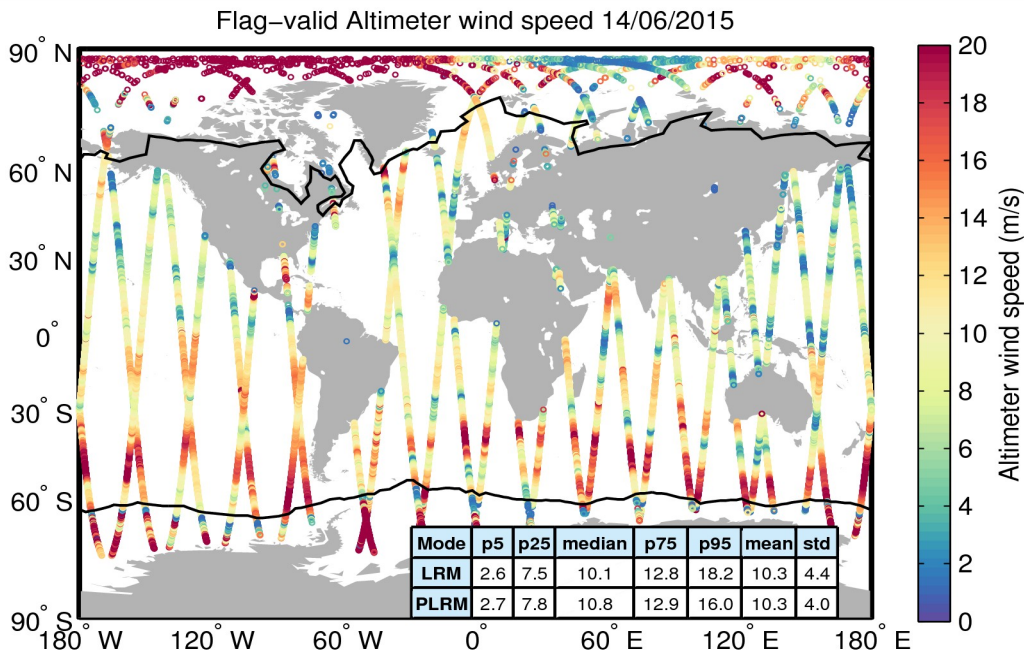 Flag−valid Altimeter wind speed 14/06/2015
90° N
60° N
30° N
0°
30° S
60° S
90° S
180° W
120° W
60° W
0°
60° E
120° E
180° E
Mode p5 p25 median p75 p95 mean std
LRM 2.6 7.5 10.1 12.8 18.2 10.3 4.4
PLRM 2.7 7.8 10.8 12.9 16.0 10.3 4.0
20
18
16
14
12
10
8
6
4
2
0
Altimeter wind speed (m/s)